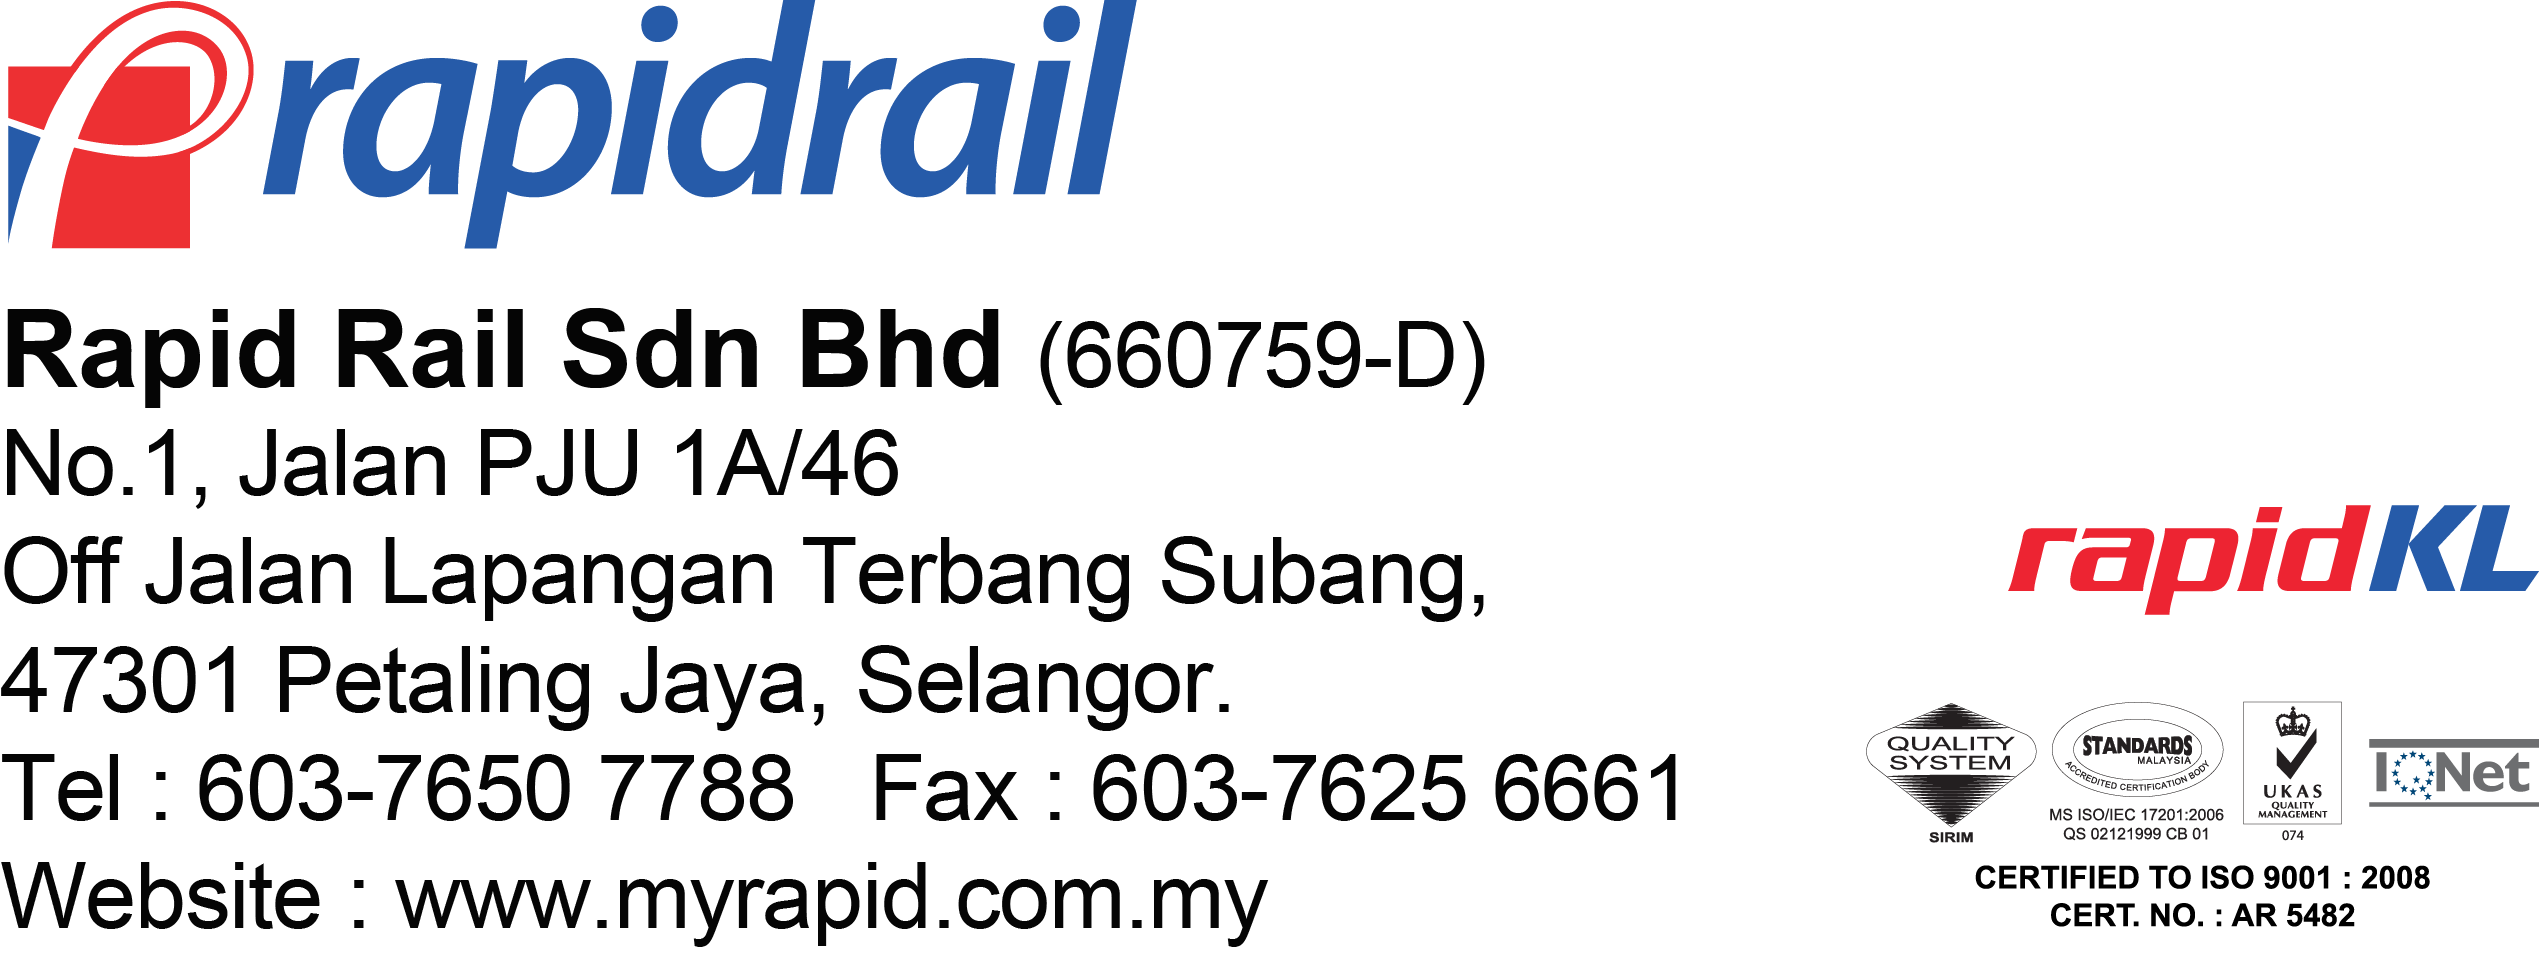 rapidrail
Rapid Rail Sdn Bhd (660759-D)
No.1, Jalan PJU 1A/46
Off Jalan Lapangan Terbang Subang,
47301 Petaling Jaya, Selangor.
Tel : 603-7650 7788 Fax : 603-7625 6661
Website : www.myrapid.com.my
rapidKL
QUALITY
SYSTEM
SIRIM
STANDARDS
MALAYSIA
ACCREDITED CERTIFICATION BODY
MS ISO/IEC 17201:2006
QS 02121999 CB 01
UKAS
QUALITY
MANAGEMENT
074
IQNet
CERTIFIED TO ISO 9001 : 2008
CERT. NO. : AR 5482